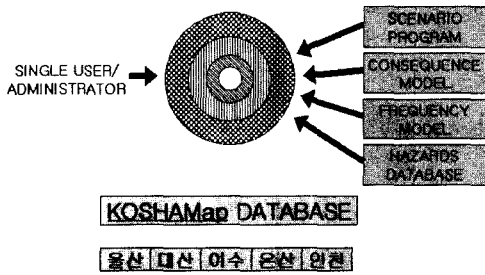 SCENARIO
PROGRAM
SINGLE USER/
ADMINISTRATOR
CONSEQUENCE
MODEL
FREQUENCY
MODEL
HAZARDS
DATABASE
KOSHAMap DATABASE
울산 대산 여수 온산 인천